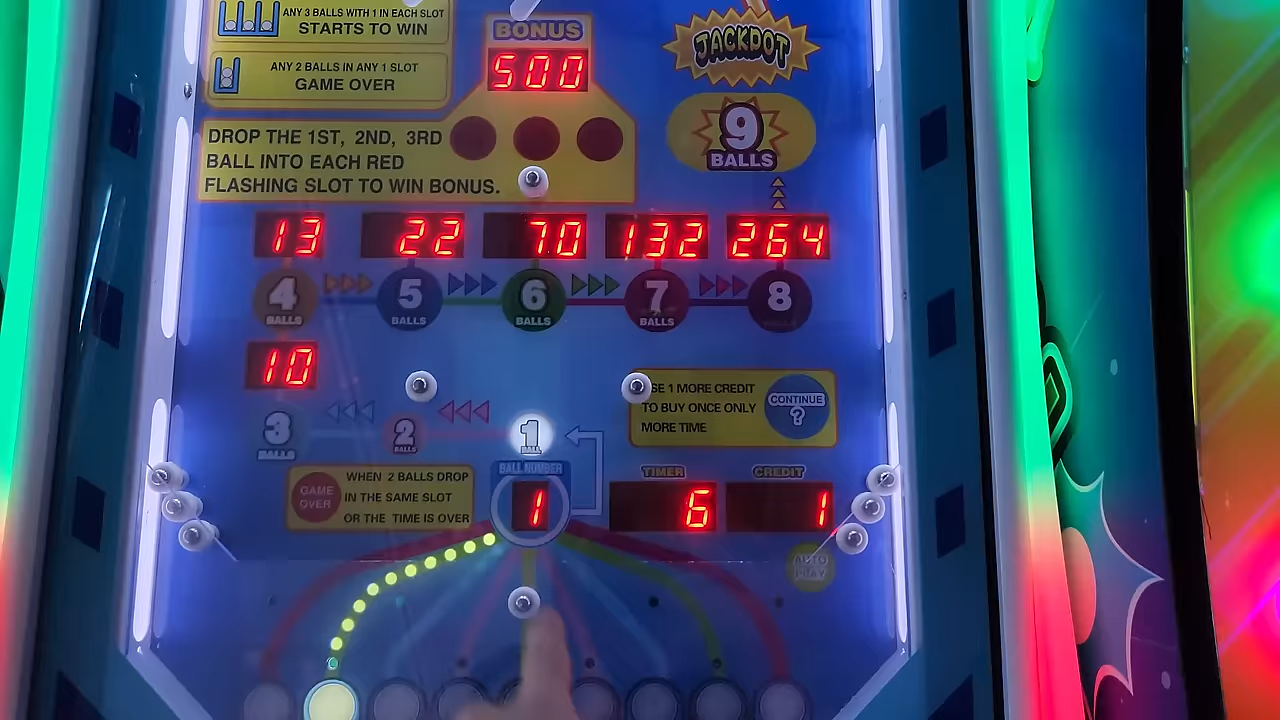 ANY 3 BALLS WITH 1 IN EACH SLOT
STARTS TO WIN
ANY 2 BALLS IN ANY 1 SLOT
GAME OVER
BONUS
500
JACKPOT
9
BALLS
DROP THE 1ST, 2ND, 3RD
BALL INTO EACH RED
FLASHING SLOT TO WIN BONUS.
13 22 70 132 264
4 BALLS
5 BALLS
6 BALLS
7 BALLS
8
10
3 BALLS
2 BALLS
1 BALL
1 MORE CREDIT
TO BUY ONCE ONLY
MORE TIME
CONTINUE
?
GAME OVER
WHEN 2 BALLS DROP
IN THE SAME SLOT
OR THE TIME IS OVER
BALL NUMBER
1
TIMER
6
CREDIT
1
AUTO
PLAY